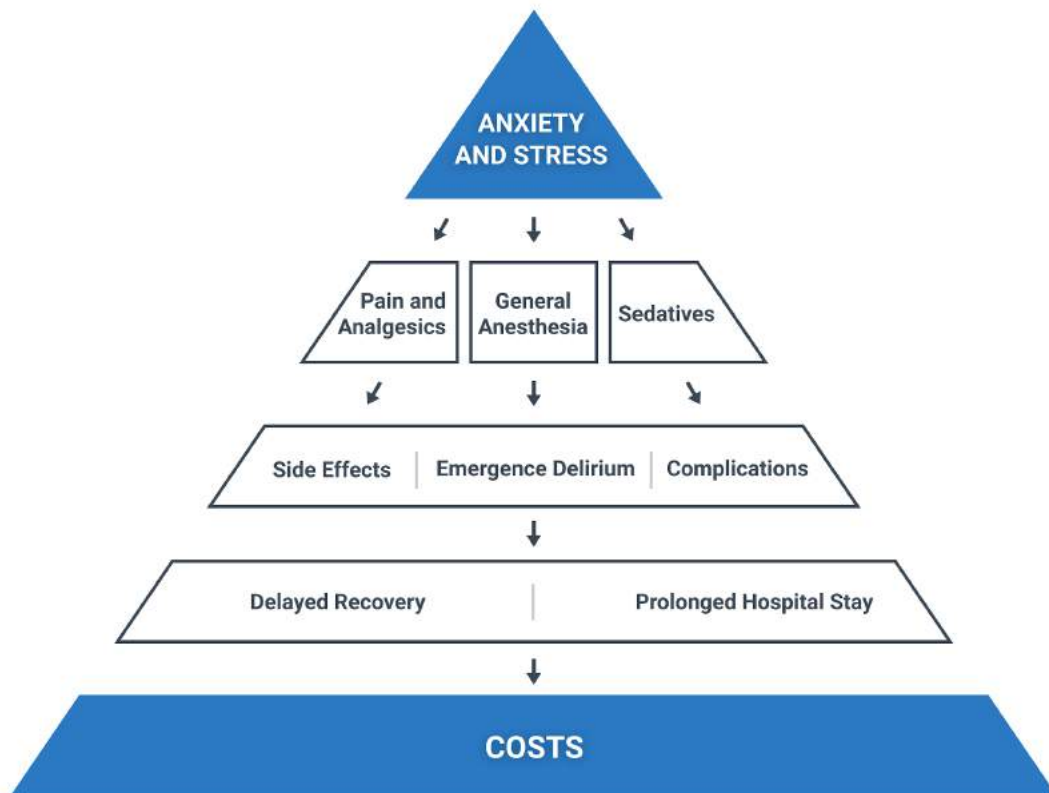 ANXIETY
AND STRESS
Pain and
Analgesics
General
Anesthesia
Sedatives
Side Effects
Emergence Delirium
Complications
Delayed Recovery
Prolonged Hospital Stay
COSTS